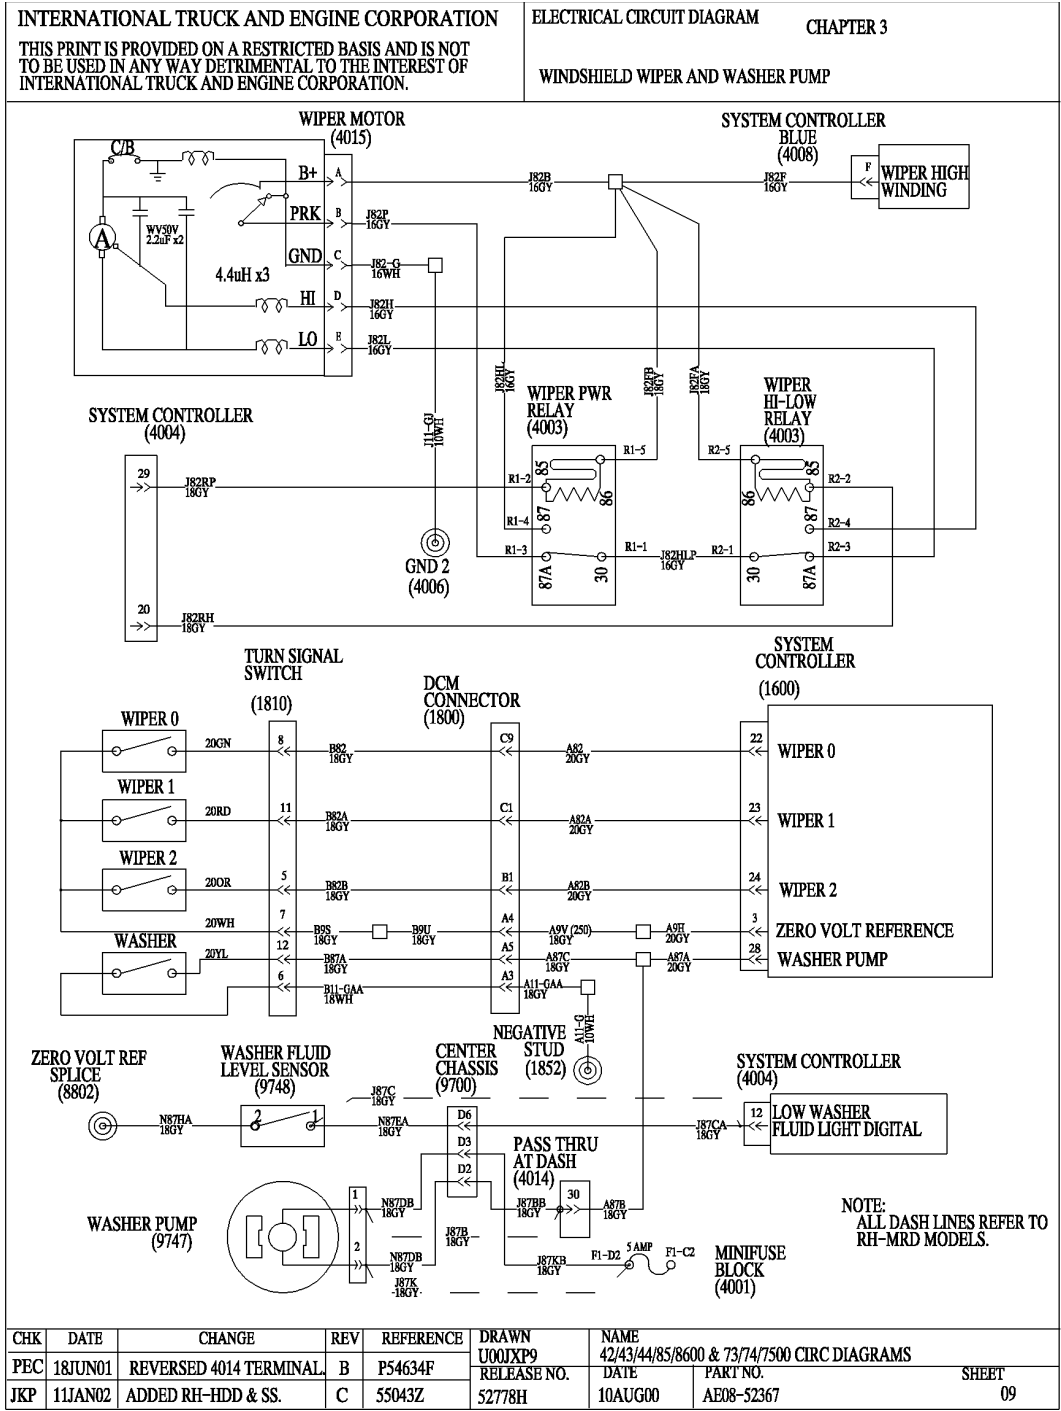 INTERNATIONAL TRUCK AND ENGINE CORPORATION
THIS PRINT IS PROVIDED ON A RESTRICTED BASIS AND IS NOT
TO BE USED IN ANY WAY DETRIMENTAL TO THE INTEREST OF
INTERNATIONAL TRUCK AND ENGINE CORPORATION.
ELECTRICAL CIRCUIT DIAGRAM
CHAPTER 3
WINDSHIELD WIPER AND WASHER PUMP
WIPER MOTOR
(4015)
SYSTEM CONTROLLER
BLUE
(4008)
C/B
B+
A
J82B
16GY
J82F
16GY
F
WIPER HIGH
WINDING
PRK
B
J82P
16GY
WV50V
2.2uF x2
A
GND
C
J82-G
16WH
4.4uH x3
HI
D
J82H
16GY
LO
E
J82L
16GY
J82HL
16GY
J82FB
18GY
J82FA
18GY
J11-GJ
10WH
WIPER PWR
RELAY
(4003)
WIPER
HI-LOW
RELAY
(4003)
SYSTEM CONTROLLER
(4004)
29
J82RP
18GY
20
J82RH
18GY
R1-5
R1-2
R1-4
R1-3
R1-1
85
86
87
87A
30
J82HLP
16GY
R2-5
R2-2
R2-4
R2-3
R2-1
85
86
87
87A
30
GND 2
(4006)
TURN SIGNAL
SWITCH
(1810)
DCM
CONNECTOR
(1800)
SYSTEM
CONTROLLER
(1600)
WIPER 0
20GN
8
B82
18GY
C9
A82
20GY
22
WIPER 0
WIPER 1
20RD
11
B82A
18GY
C1
A82A
20GY
23
WIPER 1
WIPER 2
20OR
5
B82B
18GY
B1
A82B
20GY
24
WIPER 2
20WH
7
B9S
18GY
B9U
18GY
A4
A9V (250)
18GY
A9H
20GY
3
ZERO VOLT REFERENCE
WASHER
20YL
12
B87A
18GY
A5
A87C
18GY
A87A
20GY
28
WASHER PUMP
6
B11-GAA
18WH
A3
A11-GAA
18GY
A11-G
10WH
NEGATIVE
STUD
(1852)
ZERO VOLT REF
SPLICE
(8802)
WASHER FLUID
LEVEL SENSOR
(9748)
CENTER
CHASSIS
(9700)
SYSTEM CONTROLLER
(4004)
J87C
18GY
N87HA
18GY
2
1
N87EA
18GY
D6
D3
D2
J87CA
18GY
12
LOW WASHER
FLUID LIGHT DIGITAL
PASS THRU
AT DASH
(4014)
30
WASHER PUMP
(9747)
1
2
N87DB
18GY
J87BB
18GY
A87B
18GY
J87B
18GY
N87DB
18GY
J87K
18GY
J87KB
18GY
F1-D2
5 AMP
F1-C2
MINIFUSE
BLOCK
(4001)
NOTE:
ALL DASH LINES REFER TO
RH-MRD MODELS.
CHK DATE CHANGE REV REFERENCE
PEC 18JUN01 REVERSED 4014 TERMINAL. B P54634F
JKP 11JAN02 ADDED RH-HDD & SS. C 55043Z
DRAWN
U00JXP9
RELEASE NO.
52778H
NAME
42/43/44/85/8600 & 73/74/7500 CIRC DIAGRAMS
DATE
10AUG00
PART NO.
AE08-52367
SHEET
09